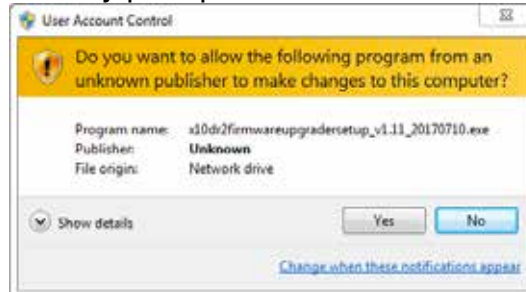 User Account Control
Do you want to allow the following program from an
unknown publisher to make changes to this computer?
Program name: x10dr2firmwareupgradersetup_v1.11_20170710.exe
Publisher: Unknown
File origin: Network drive
Show details
Yes No
Change when these notifications appear